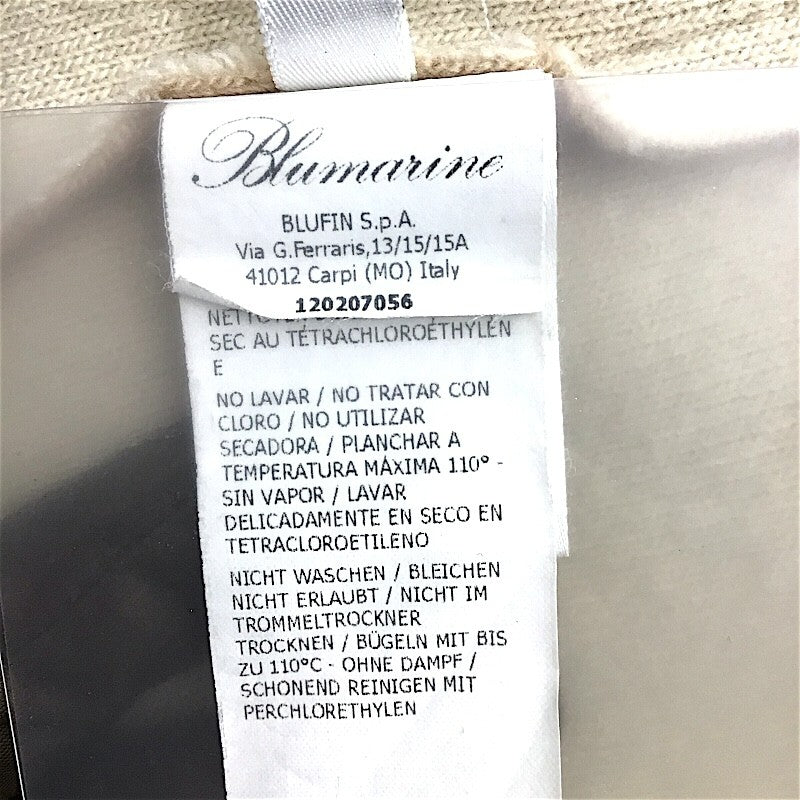 Blumarine
BLUFIN S.p.A.
Via G.Ferraris,13/15/15A
41012 Carpi (MO) Italy
120207056
SEC AU TÉTRACHLOROÉTHYLÉN
E
NO LAVAR / NO TRATAR CON
CLORO / NO UTILIZAR
SECADORA / PLANCHAR A
TEMPERATURA MÁXIMA 110° -
SIN VAPOR / LAVAR
DELICADAMENTE EN SECO EN
TETRACLOROETILENO
NICHT WASCHEN / BLEICHEN
NICHT ERLAUBT / NICHT IM
TROMMELTROCKNER
TROCKNEN / BÜGELN MIT BIS
ZU 110°C - OHNE DAMPF /
SCHONEND REINIGEN MIT
PERCHLORETHYLEN